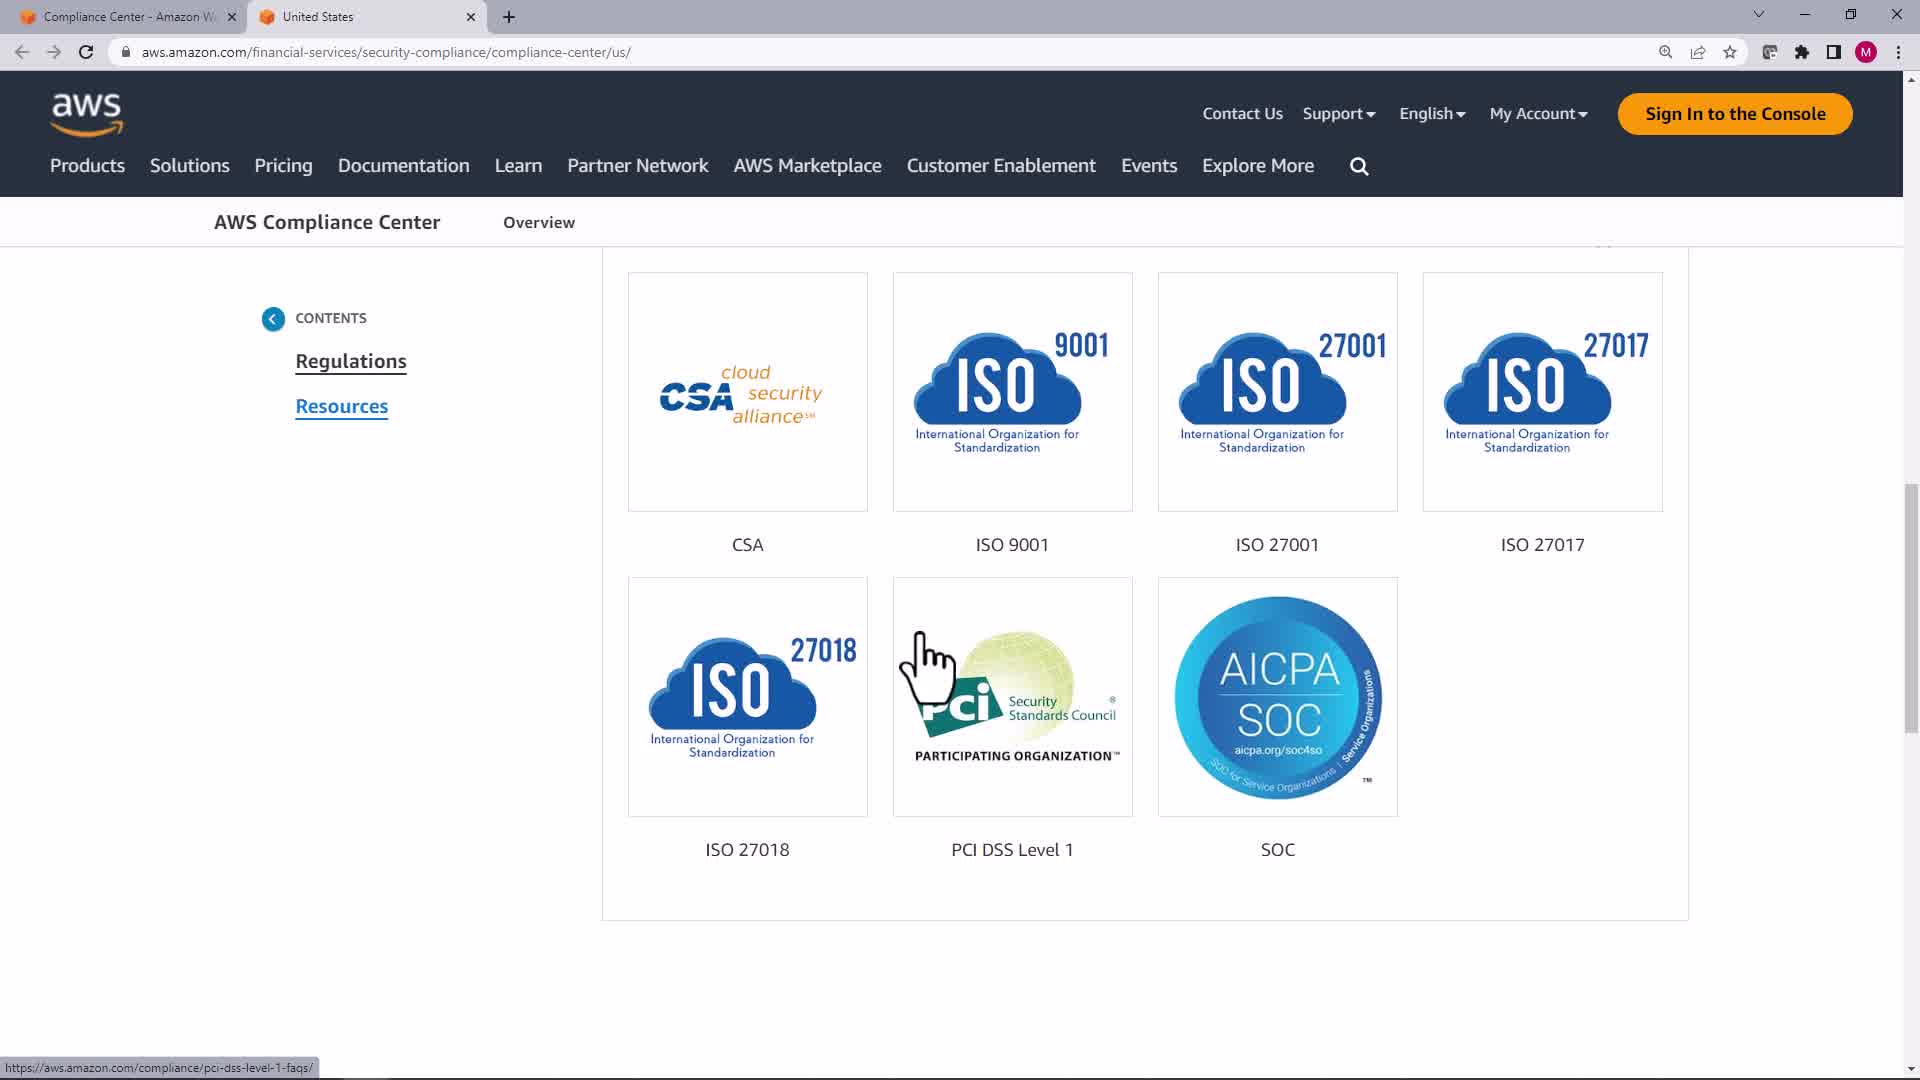 Compliance Center - Amazon W
United States
aws.amazon.com/financial-services/security-compliance/compliance-center/us/
M
aws
Contact Us
Support
English
My Account
Sign In to the Console
Products
Solutions
Pricing
Documentation
Learn
Partner Network
AWS Marketplace
Customer Enablement
Events
Explore More
AWS Compliance Center
Overview
CONTENTS
Regulations
Resources
CSA cloud security alliance℠
ISO 9001
International Organization for
Standardization
ISO 27001
International Organization for
Standardization
ISO 27017
International Organization for
Standardization
CSA
ISO 9001
ISO 27001
ISO 27017
ISO 27018
International Organization for
Standardization
PCi Security ®
Standards Council
PARTICIPATING ORGANIZATION™
AICPA
SOC
aicpa.org/soc4so
SOC for Service Organizations | Service Organizations
™
ISO 27018
PCI DSS Level 1
SOC
https://aws.amazon.com/compliance/pci-dss-level-1-faqs/